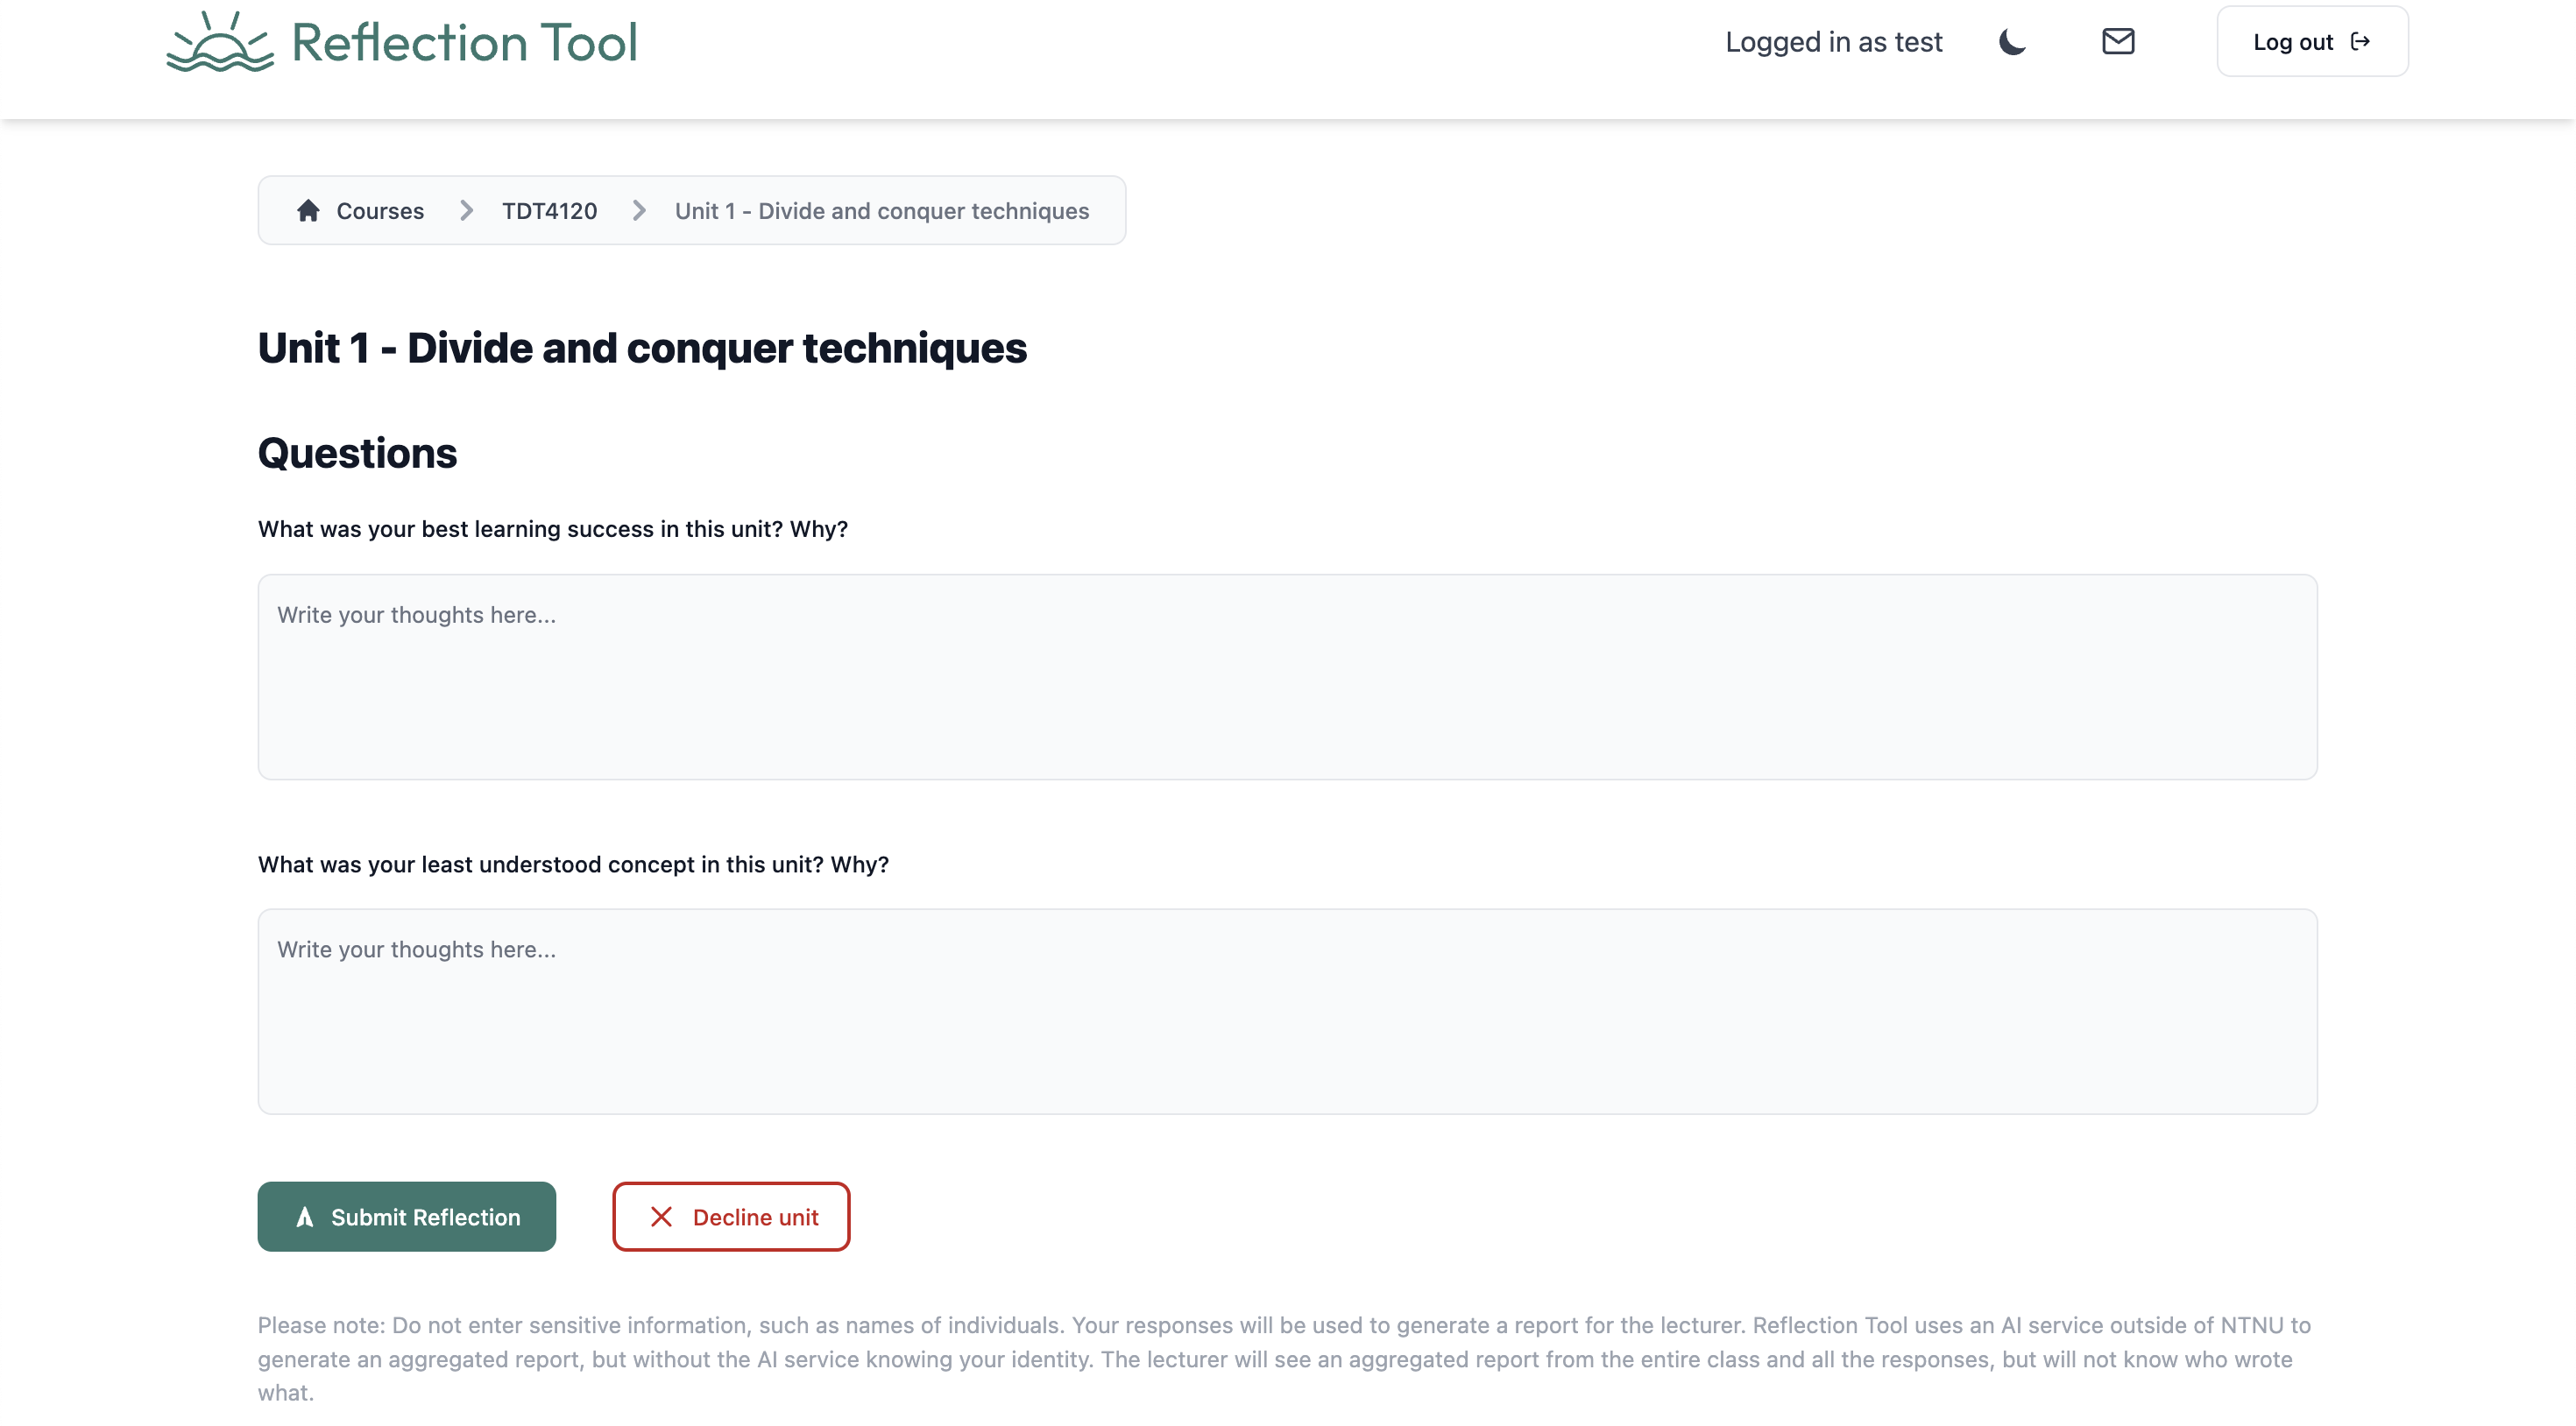 Reflection Tool
Logged in as test
Log out
Courses
TDT4120
Unit 1 - Divide and conquer techniques
Unit 1 - Divide and conquer techniques
Questions
What was your best learning success in this unit? Why?
Write your thoughts here...
What was your least understood concept in this unit? Why?
Write your thoughts here...
Submit Reflection
Decline unit
Please note: Do not enter sensitive information, such as names of individuals. Your responses will be used to generate a report for the lecturer. Reflection Tool uses an AI service outside of NTNU to
generate an aggregated report, but without the AI service knowing your identity. The lecturer will see an aggregated report from the entire class and all the responses, but will not know who wrote
what.